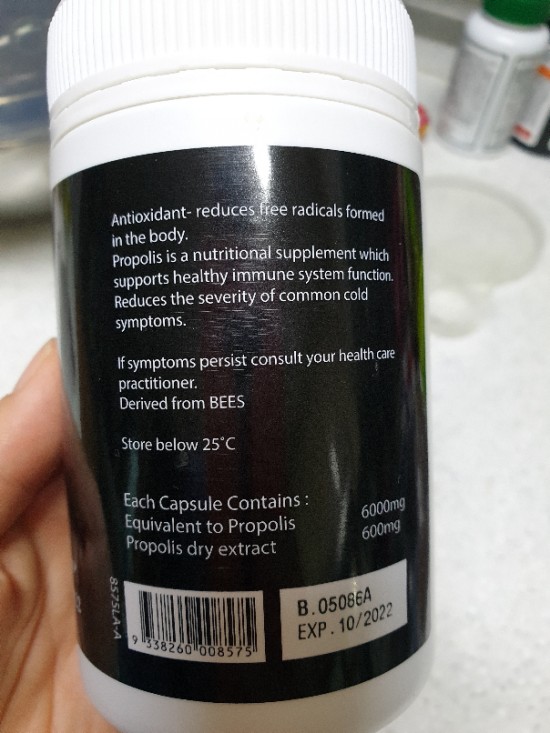 Antioxidant- reduces free radicals formed
in the body.
Propolis is a nutritional supplement which
supports healthy immune system function.
Reduces the severity of common cold
symptoms.
If symptoms persist consult your health care
practitioner.
Derived from BEES
Store below 25°C
Each Capsule Contains :
Equivalent to Propolis 6000mg
Propolis dry extract 600mg
8575LA-A
9 338260 008575
B.05086A
EXP. 10/2022